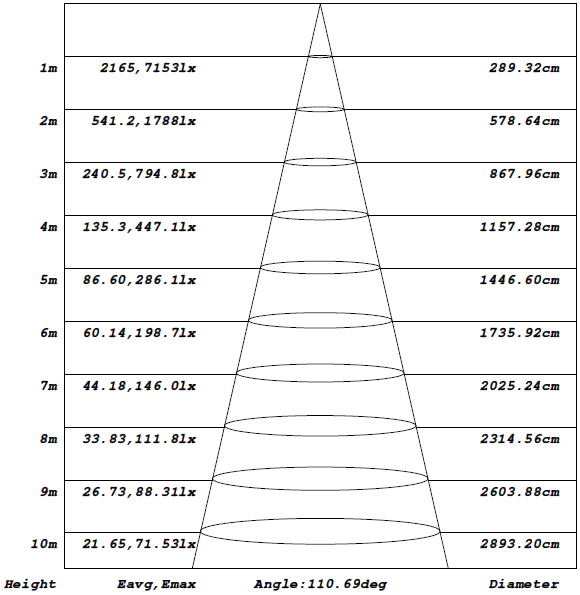 1m 2165,7153lx 289.32cm
2m 541.2,1788lx 578.64cm
3m 240.5,794.8lx 867.96cm
4m 135.3,447.1lx 1157.28cm
5m 86.60,286.1lx 1446.60cm
6m 60.14,198.7lx 1735.92cm
7m 44.18,146.0lx 2025.24cm
8m 33.83,111.8lx 2314.56cm
9m 26.73,88.31lx 2603.88cm
10m 21.65,71.53lx 2893.20cm
Height Eavg,Emax Angle:110.69deg Diameter